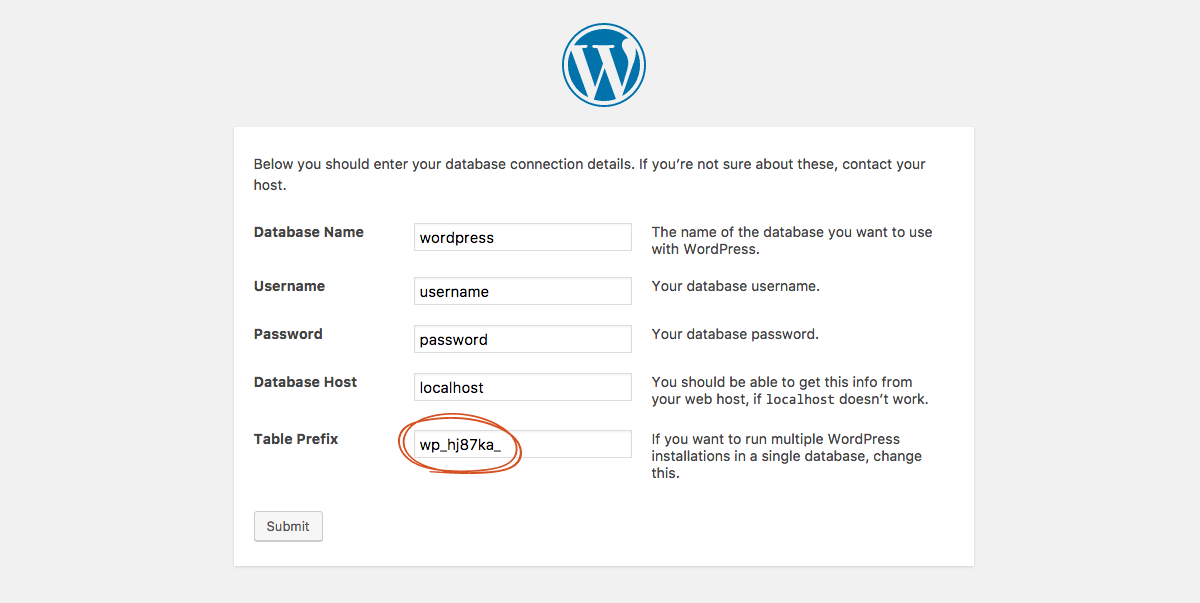 Below you should enter your database connection details. If you’re not sure about these, contact your
host.
Database Name
wordpress
The name of the database you want to use
with WordPress.
Username
username
Your database username.
Password
password
Your database password.
Database Host
localhost
You should be able to get this info from
your web host, if localhost doesn’t work.
Table Prefix
wp_hj87ka_
If you want to run multiple WordPress
installations in a single database, change
this.
Submit